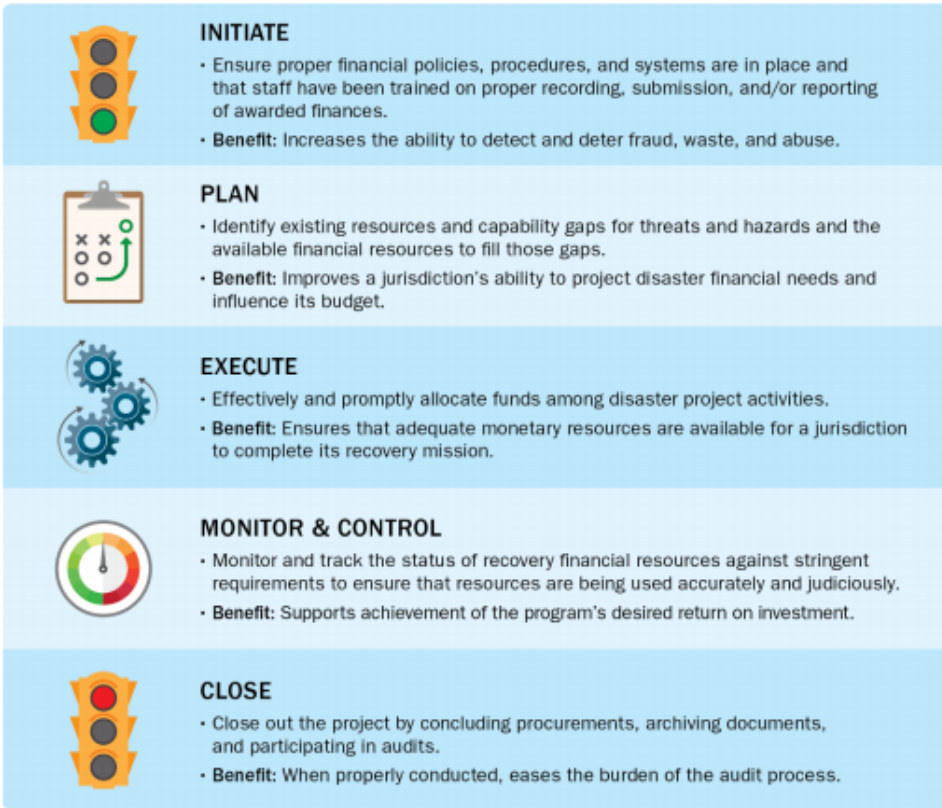 INITIATE
· Ensure proper financial policies, procedures, and systems are in place and
that staff have been trained on proper recording, submission, and/or reporting
of awarded finances.
· Benefit: Increases the ability to detect and deter fraud, waste, and abuse.
PLAN
· Identify existing resources and capability gaps for threats and hazards and the
available financial resources to fill those gaps.
· Benefit: Improves a jurisdiction's ability to project disaster financial needs and
influence its budget.
EXECUTE
· Effectively and promptly allocate funds among disaster project activities.
· Benefit: Ensures that adequate monetary resources are available for a jurisdiction
to complete its recovery mission.
MONITOR & CONTROL
· Monitor and track the status of recovery financial resources against stringent
requirements to ensure that resources are being used accurately and judiciously.
· Benefit: Supports achievement of the program's desired return on investment.
CLOSE
· Close out the project by concluding procurements, archiving documents,
and participating in audits.
· Benefit: When properly conducted, eases the burden of the audit process.